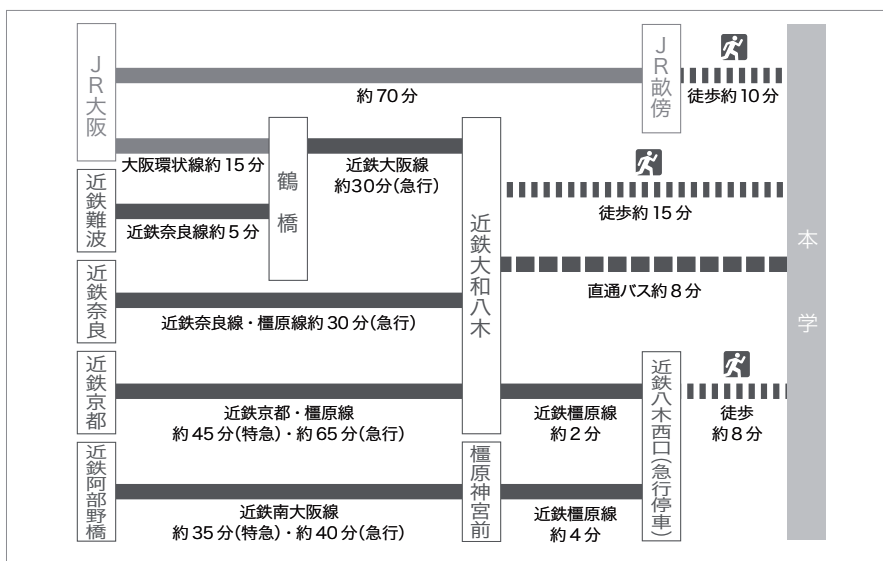 JR大阪
約70分
JR畝傍
徒歩約10分
大阪環状線約15分
鶴橋
近鉄大阪線
約30分(急行)
近鉄難波
近鉄奈良線約5分
近鉄大和八木
徒歩約15分
直通バス約8分
本学
近鉄奈良
近鉄奈良線・橿原線約30分(急行)
近鉄京都
近鉄京都・橿原線
約45分(特急)・約65分(急行)
近鉄橿原線
約2分
近鉄八木西口(急行停車)
徒歩
約8分
近鉄阿部野橋
近鉄南大阪線
約35分(特急)・約40分(急行)
橿原神宮前
近鉄橿原線
約4分